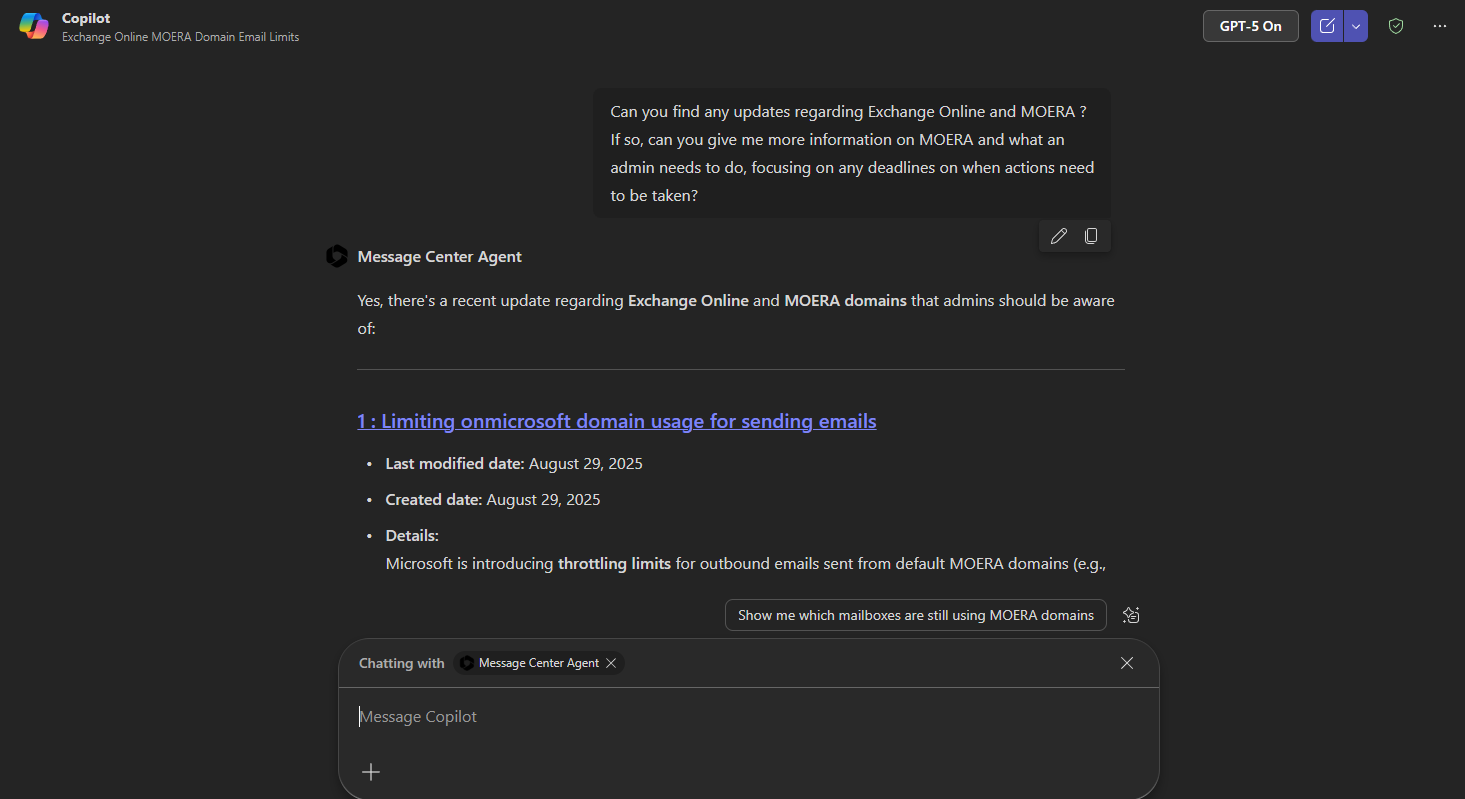 Copilot
Exchange Online MOERA Domain Email Limits
GPT-5 On
Can you find any updates regarding Exchange Online and MOERA ?
If so, can you give me more information on MOERA and what an
admin needs to do, focusing on any deadlines on when actions need
to be taken?
Message Center Agent
Yes, there's a recent update regarding Exchange Online and MOERA domains that admins should be aware
of:
1 : Limiting onmicrosoft domain usage for sending emails
• Last modified date: August 29, 2025
• Created date: August 29, 2025
• Details:
Microsoft is introducing throttling limits for outbound emails sent from default MOERA domains (e.g.,
Show me which mailboxes are still using MOERA domains
Chatting with Message Center Agent
Message Copilot